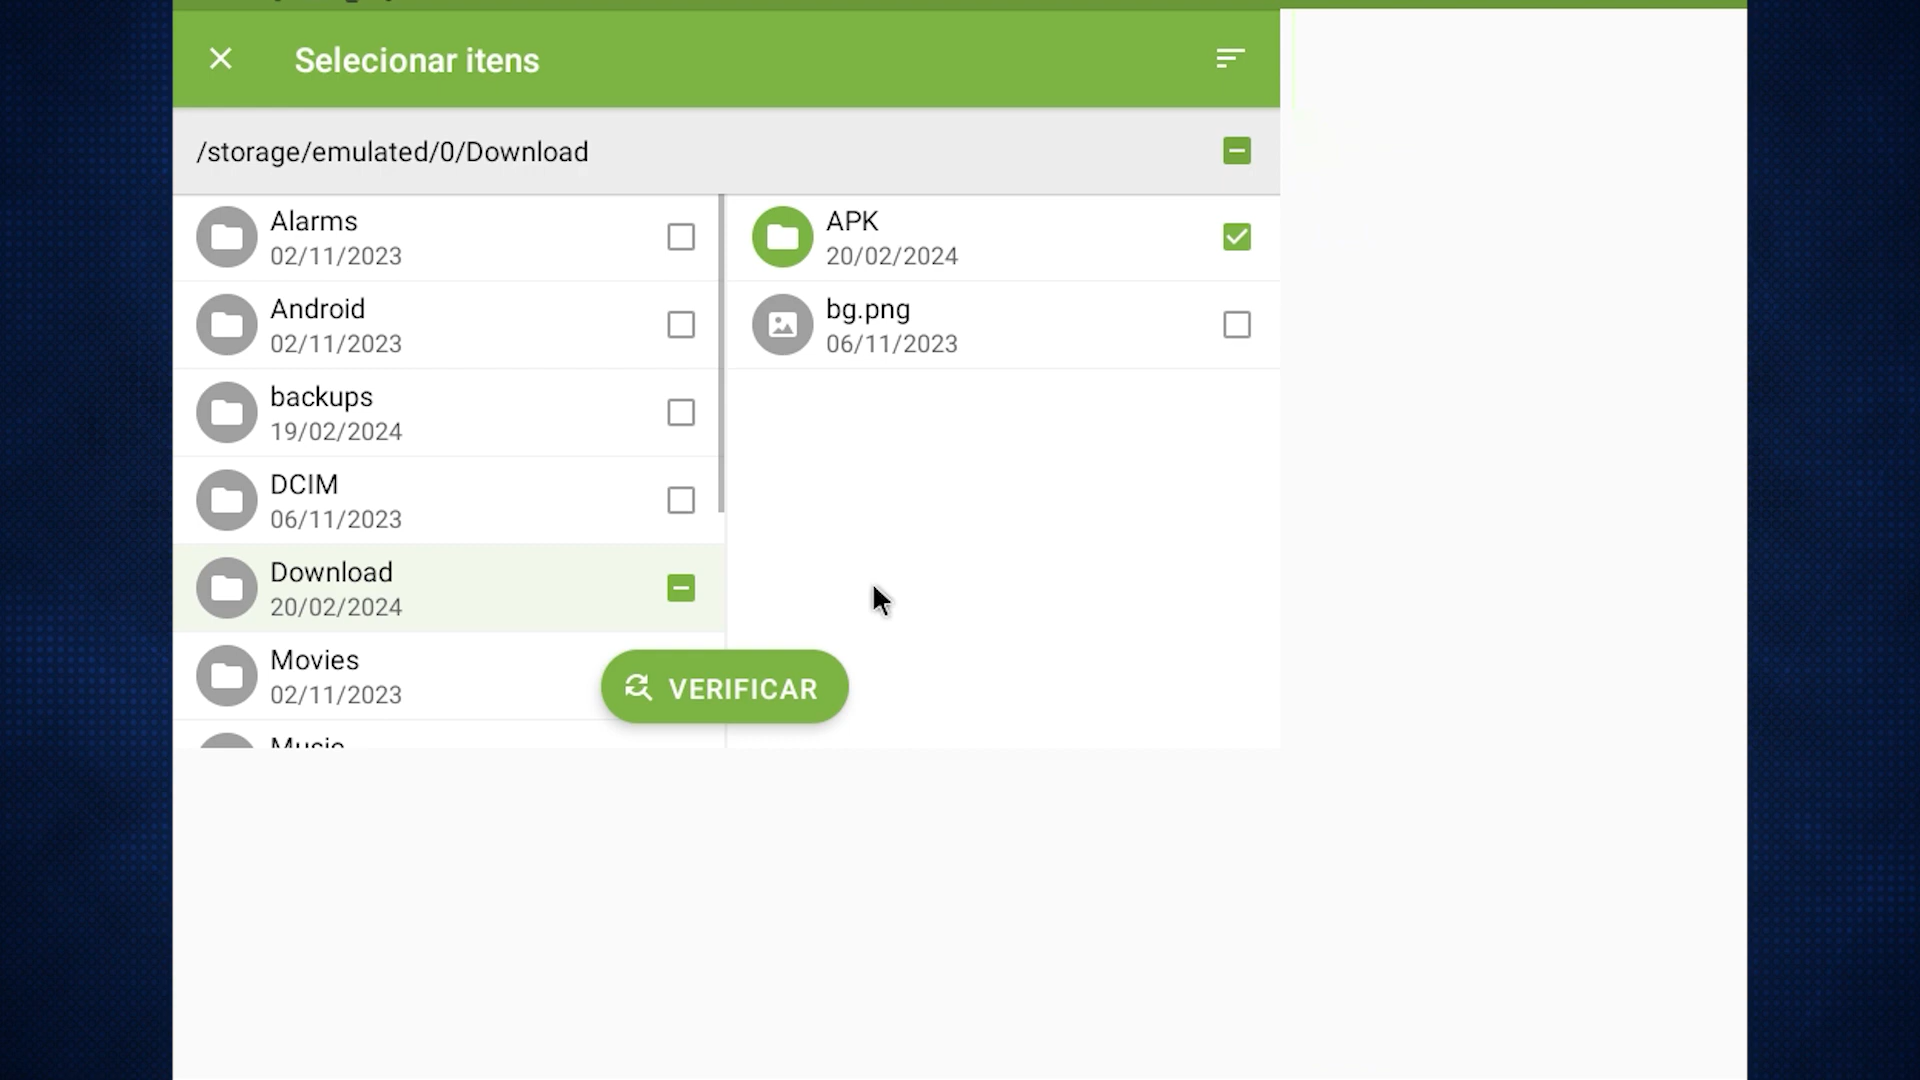 Selecionar itens
/storage/emulated/0/Download
Alarms
02/11/2023
Android
02/11/2023
backups
19/02/2024
DCIM
06/11/2023
Download
20/02/2024
Movies
02/11/2023
Music
APK
20/02/2024
bg.png
06/11/2023
VERIFICAR